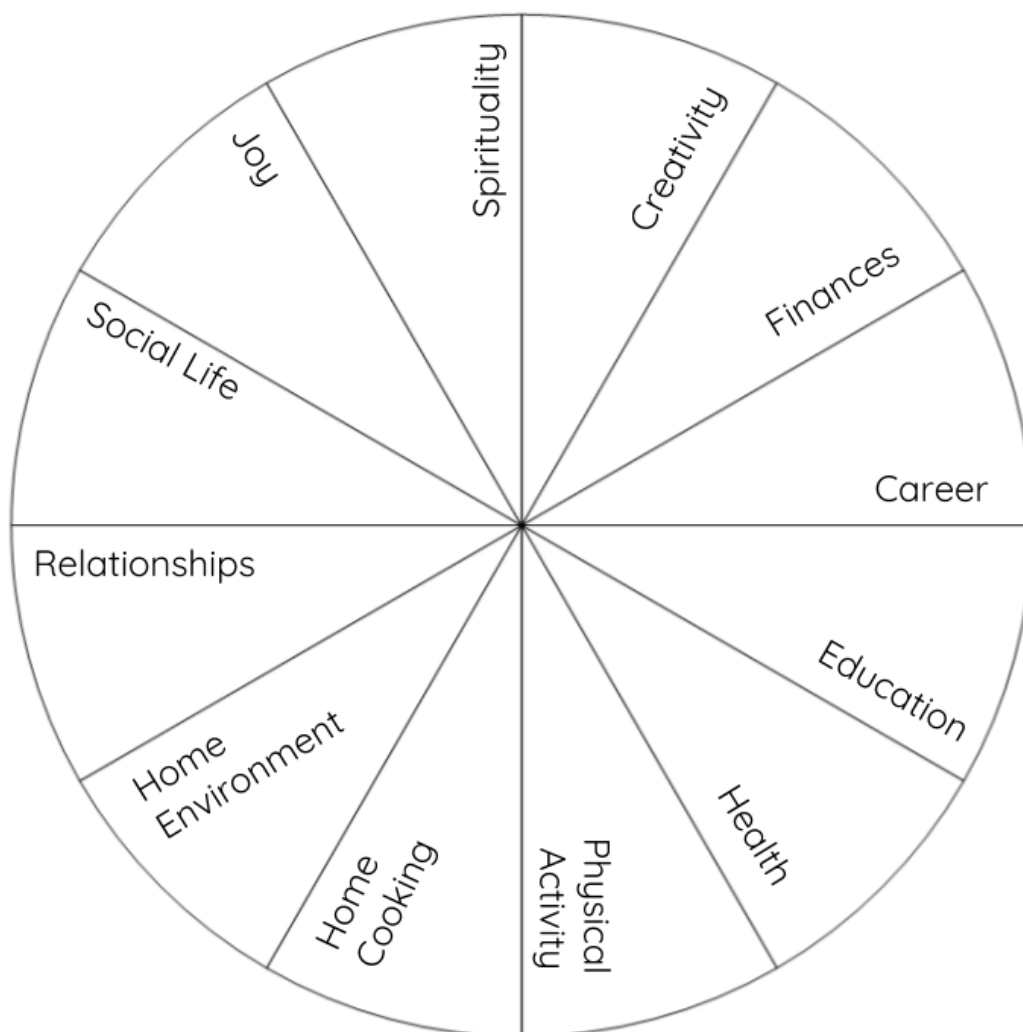 Spirituality
Creativity
Finances
Career
Education
Health
Physical
Activity
Home
Cooking
Home
Environment
Relationships
Social Life
Joy